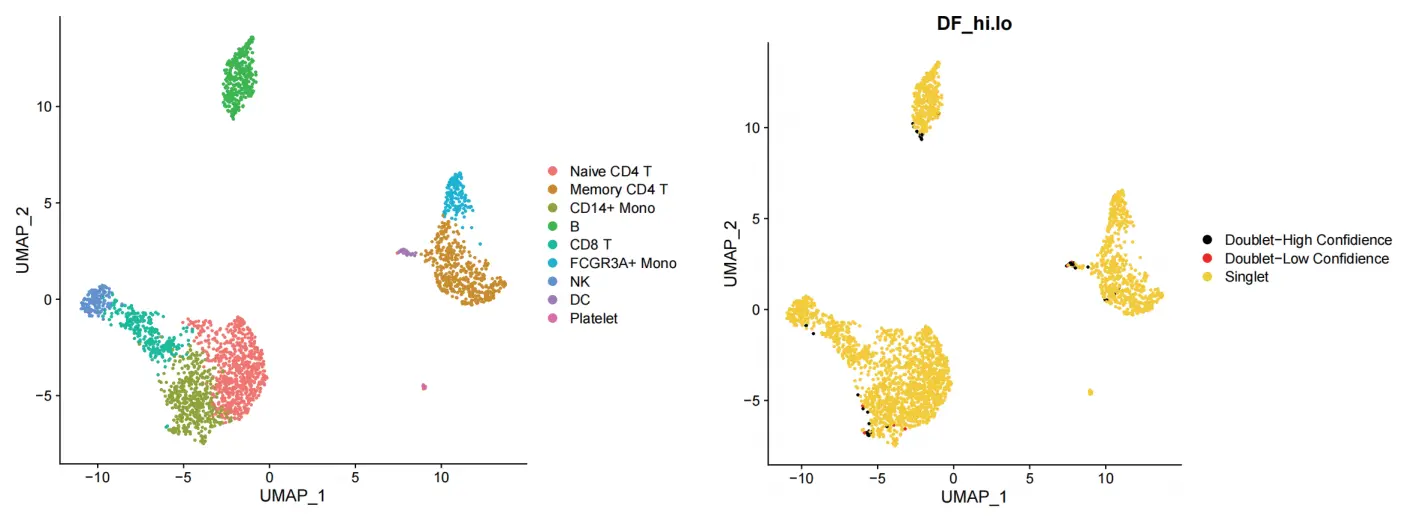 10
5
0
−5
−10
−5
0
5
10
UMAP_1
UMAP_2
Naive CD4 T
Memory CD4 T
CD14+ Mono
B
CD8 T
FCGR3A+ Mono
NK
DC
Platelet
DF_hi.lo
10
5
0
−5
−10
−5
0
5
10
UMAP_1
UMAP_2
Doublet−High Confidience
Doublet−Low Confidience
Singlet